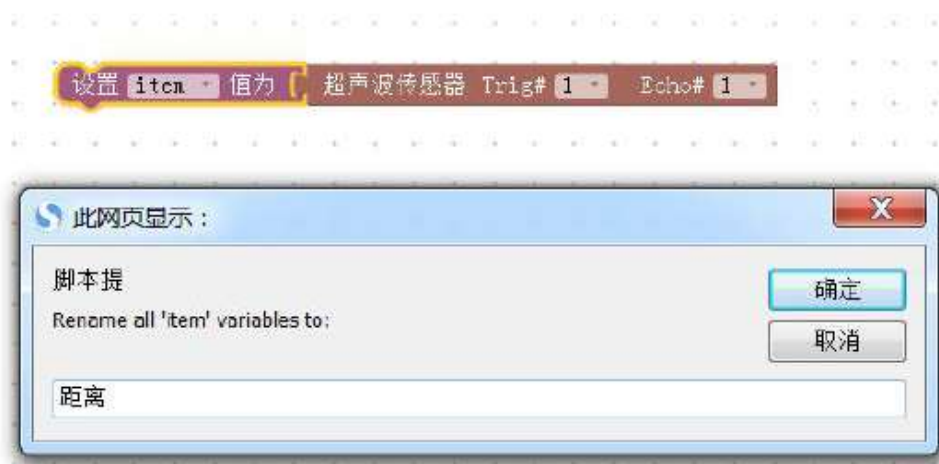 设置 item 值为 超声波传感器 Trig# 1 Echo# 1
此网页显示：
脚本提
确定
Rename all 'item' variables to:
取消
距离